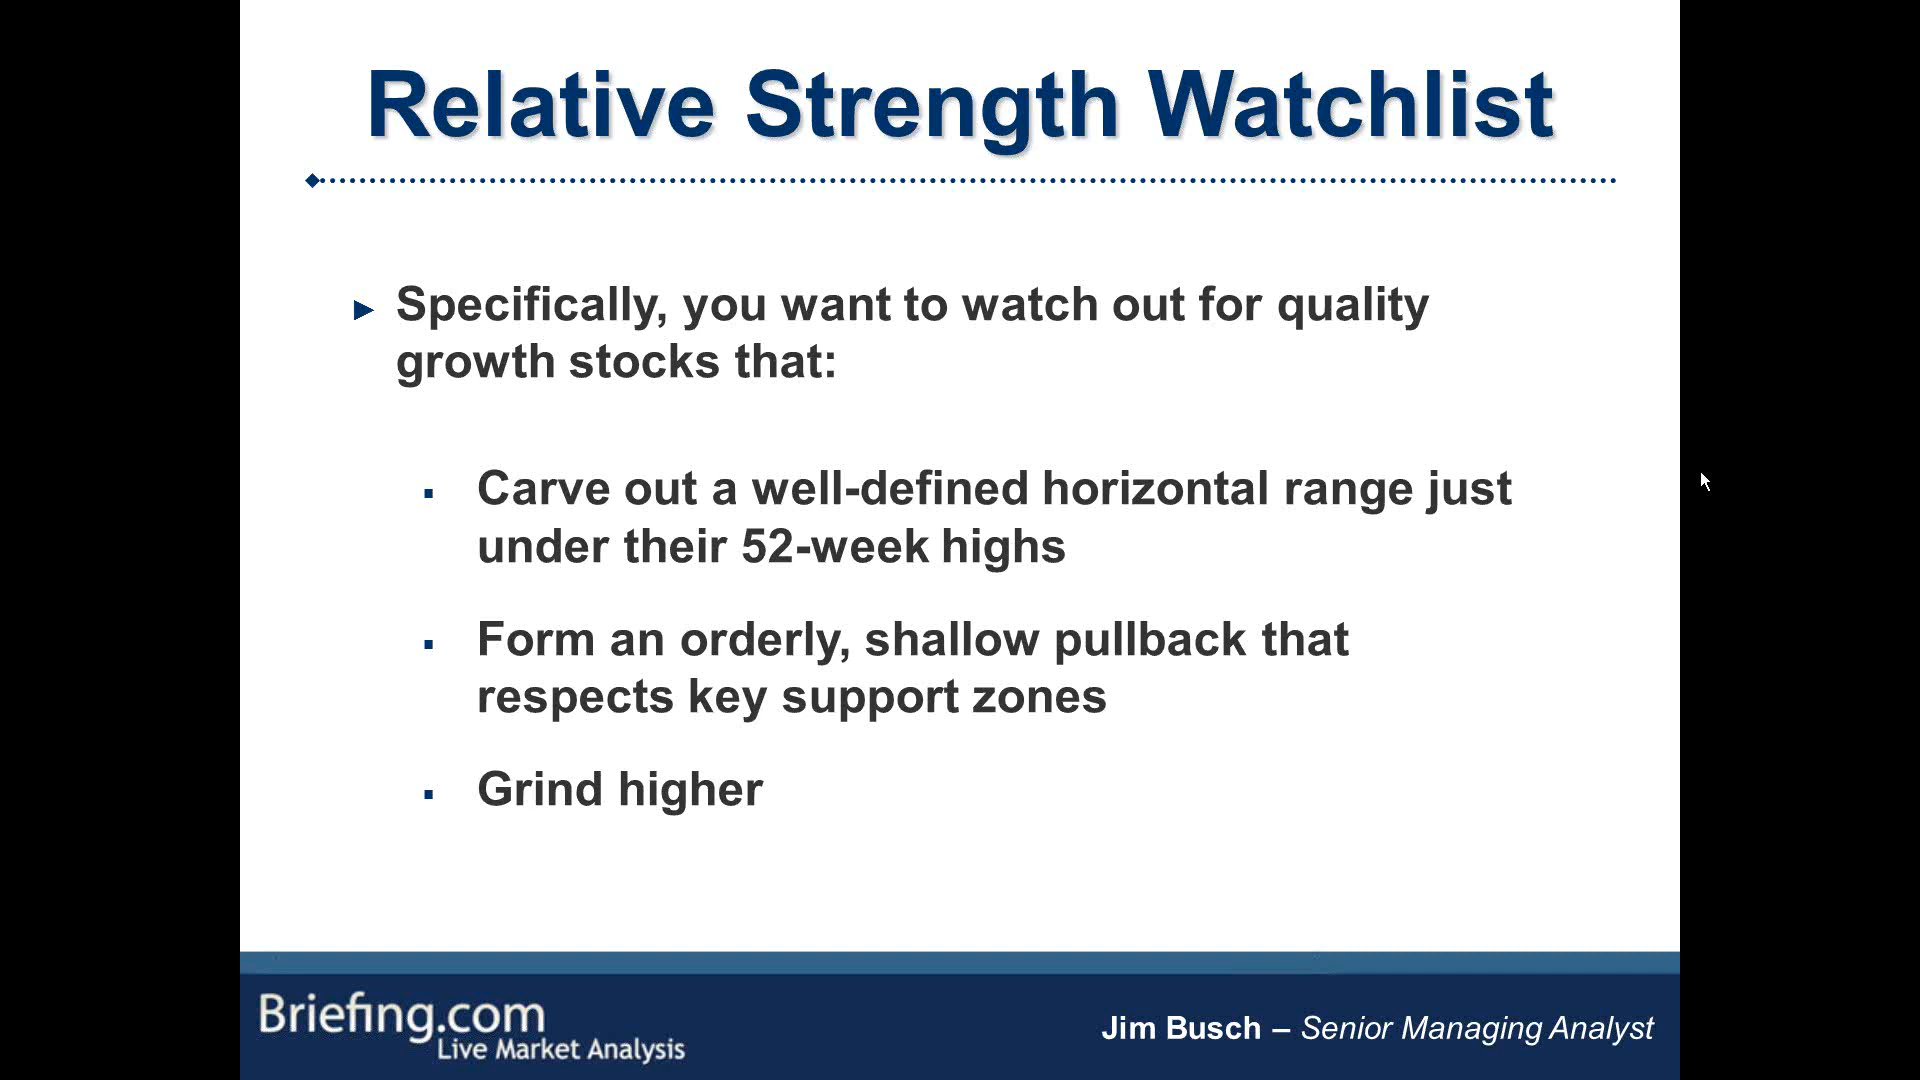 Relative Strength Watchlist
► Specifically, you want to watch out for quality
growth stocks that:
▪ Carve out a well-defined horizontal range just
under their 52-week highs
▪ Form an orderly, shallow pullback that
respects key support zones
▪ Grind higher
Briefing.com
Live Market Analysis
Jim Busch – Senior Managing Analyst